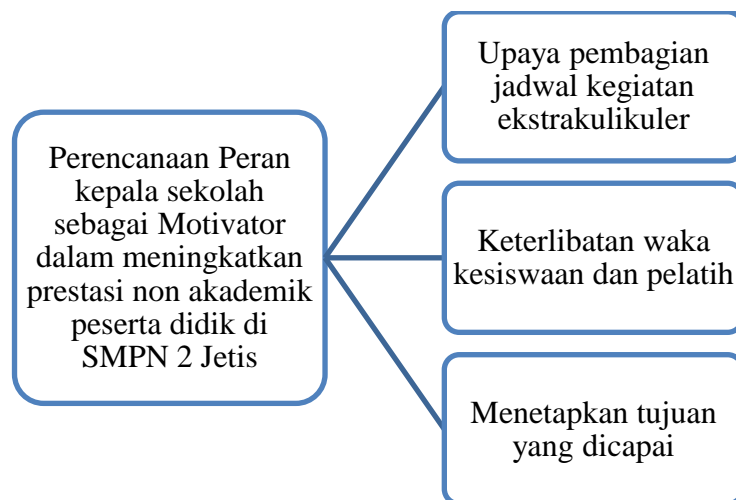 Perencanaan Peran
kepala sekolah
sebagai Motivator
dalam meningkatkan
prestasi non akademik
peserta didik di
SMPN 2 Jetis
Upaya pembagian
jadwal kegiatan
ekstrakulikuler
Keterlibatan waka
kesiswaan dan pelatih
Menetapkan tujuan
yang dicapai